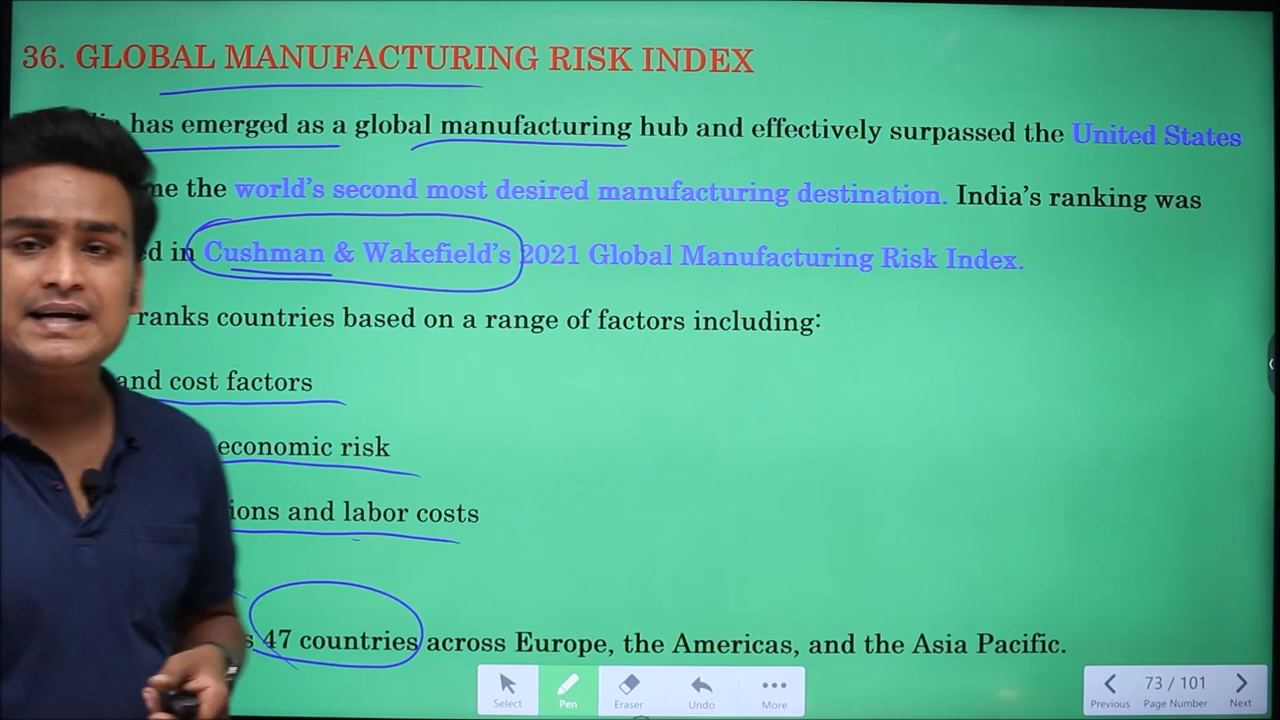 36. GLOBAL MANUFACTURING RISK INDEX
has emerged as a global manufacturing hub and effectively surpassed the United States
the world's second most desired manufacturing destination. India's ranking was
in Cushman & Wakefield's 2021 Global Manufacturing Risk Index.
ranks countries based on a range of factors including:
and cost factors
economic risk
and labor costs
47 countries across Europe, the Americas, and the Asia Pacific.
Select Pen Eraser Undo More
Previous 73 / 101 Page Number Next